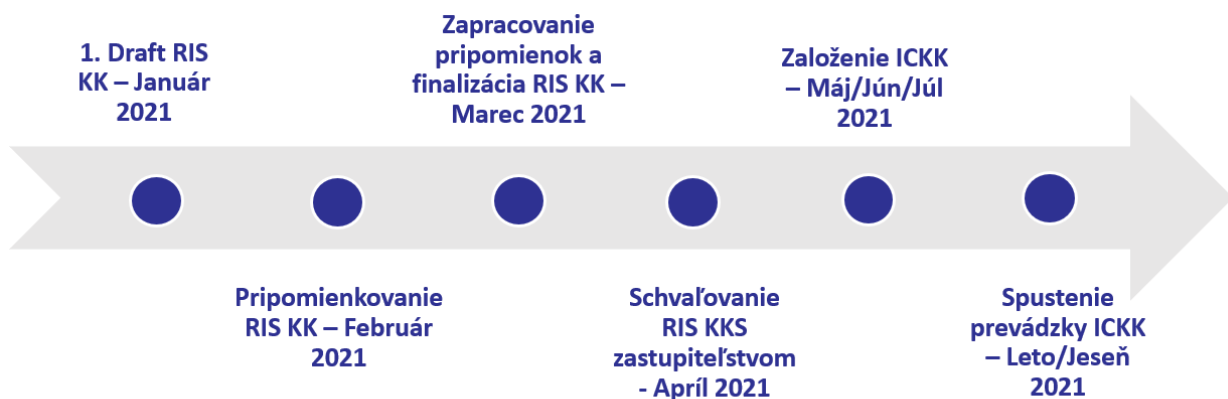 1. Draft RIS
KK – Január
2021
Pripomienkovanie
RIS KK – Február
2021
Zapracovanie
pripomienok a
finalizácia RIS KK –
Marec 2021
Schvaľovanie
RIS KKS
zastupiteľstvom
- Apríl 2021
Založenie ICKK
– Máj/Jún/Júl
2021
Spustenie
prevádzky ICKK
– Leto/Jeseň
2021